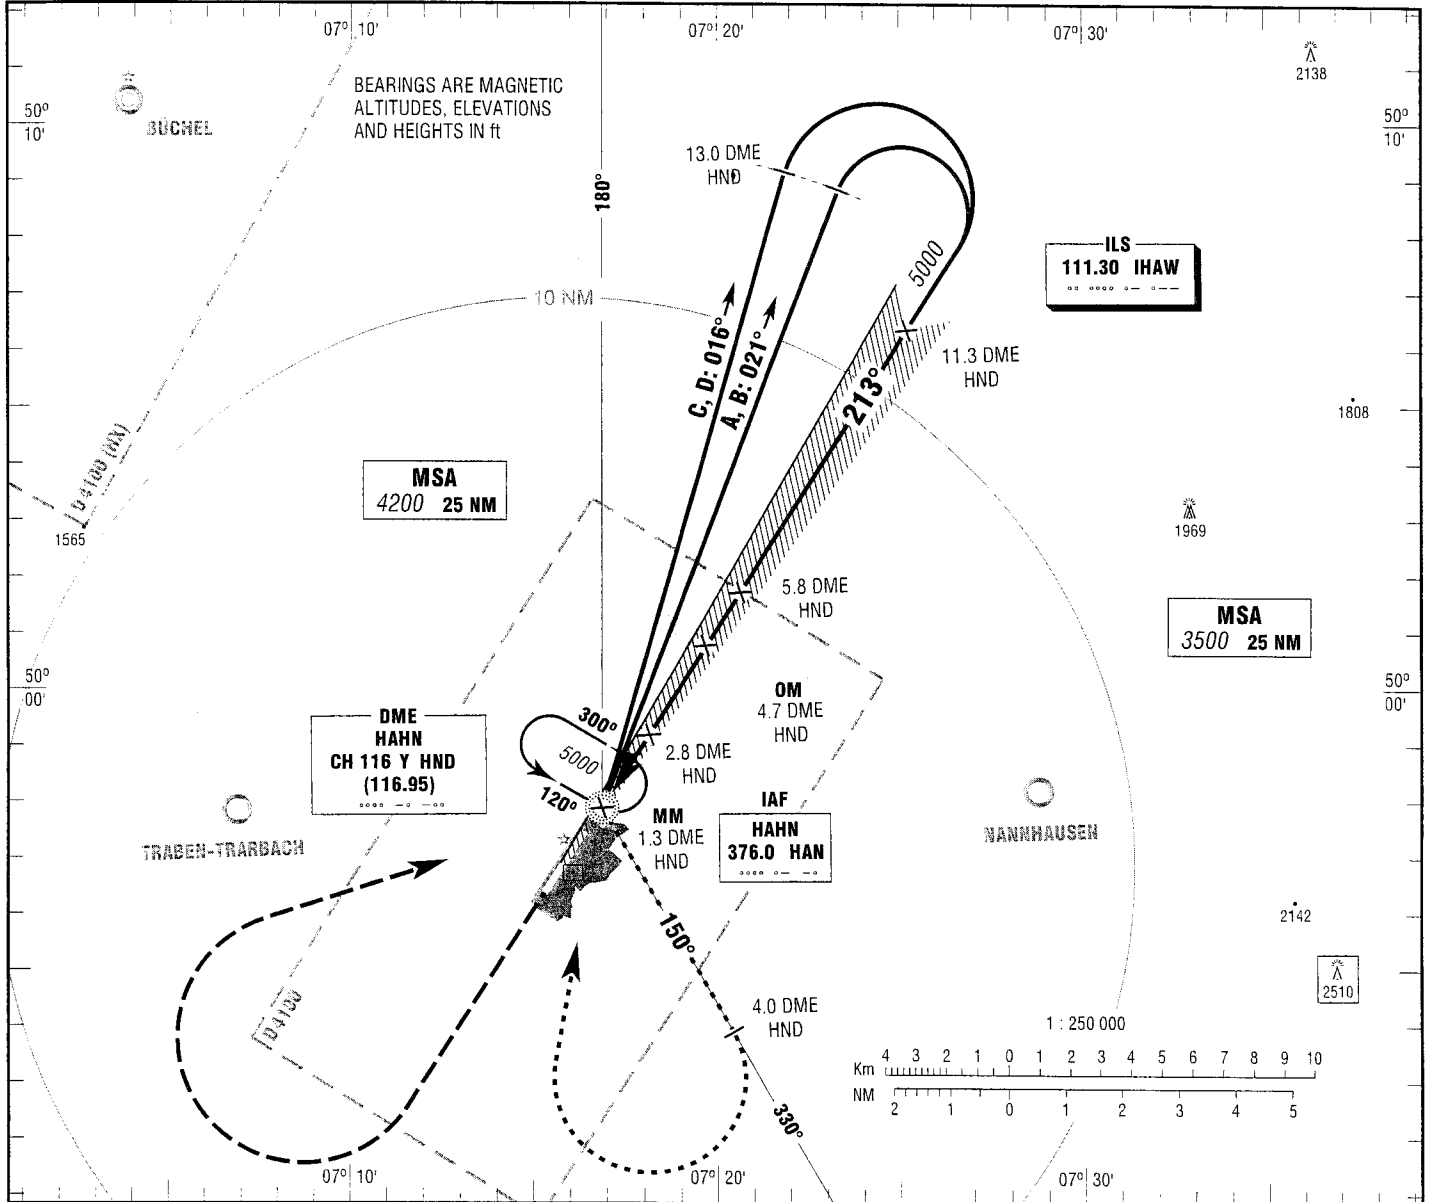 07° 10'
07° 20'
07° 30'
2138
BEARINGS ARE MAGNETIC
ALTITUDES, ELEVATIONS
AND HEIGHTS IN ft
50°
10'
BÜCHEL
50°
10'
13.0 DME
HND
180°
ILS
111.30 IHAW
5000
10 NM
C, D: 016°
A, B: 021°
11.3 DME
HND
213°
1808
D 4100 (NX)
MSA
4200 25 NM
1565
1969
5.8 DME
HND
MSA
3500 25 NM
50°
00'
50°
00'
OM
4.7 DME
HND
DME
HAHN
CH 116 Y HND
(116.95)
300°
5000
120°
2.8 DME
HND
IAF
HAHN
376.0 HAN
MM
1.3 DME
HND
TRABEN-TRARBACH
NANNHAUSEN
150°
2142
2510
D 4100
4.0 DME
HND
1 : 250 000
Km 4 3 2 1 0 1 2 3 4 5 6 7 8 9 10
NM 2 1 0 1 2 3 4 5
330°
07° 10'
07° 20'
07° 30'